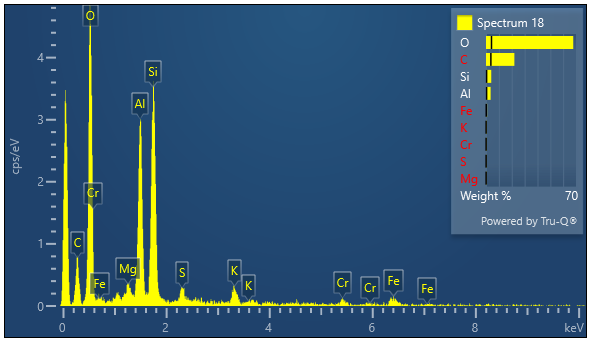 Spectrum 18
O
C
Si
Al
Fe
K
Cr
S
Mg
Weight % 70
Powered by Tru-Q®
cps/eV
4
3
2
1
0
O
Si
Al
Cr
C
Fe
Mg
S
K
K
Cr
Cr
Fe
Fe
0 2 4 6 8 keV